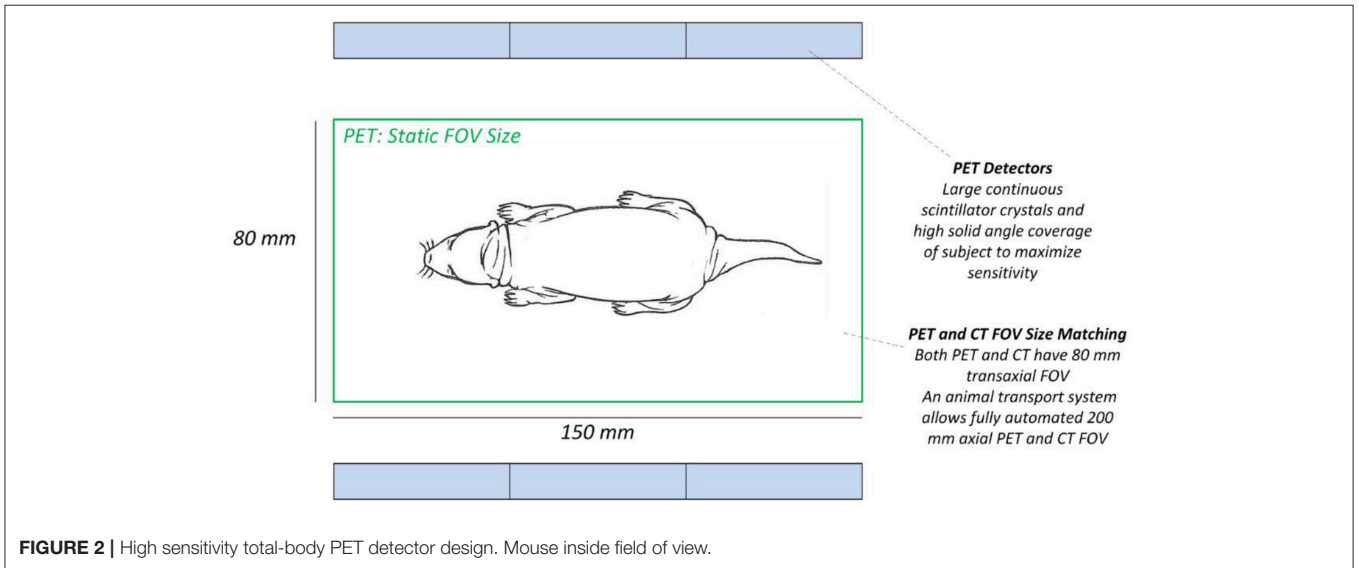 PET: Static FOV Size
80 mm
150 mm
PET Detectors
Large continuous
scintillator crystals and
high solid angle coverage
of subject to maximize
sensitivity
PET and CT FOV Size Matching
Both PET and CT have 80 mm
transaxial FOV
An animal transport system
allows fully automated 200
mm axial PET and CT FOV
FIGURE 2 | High sensitivity total-body PET detector design. Mouse inside field of view.